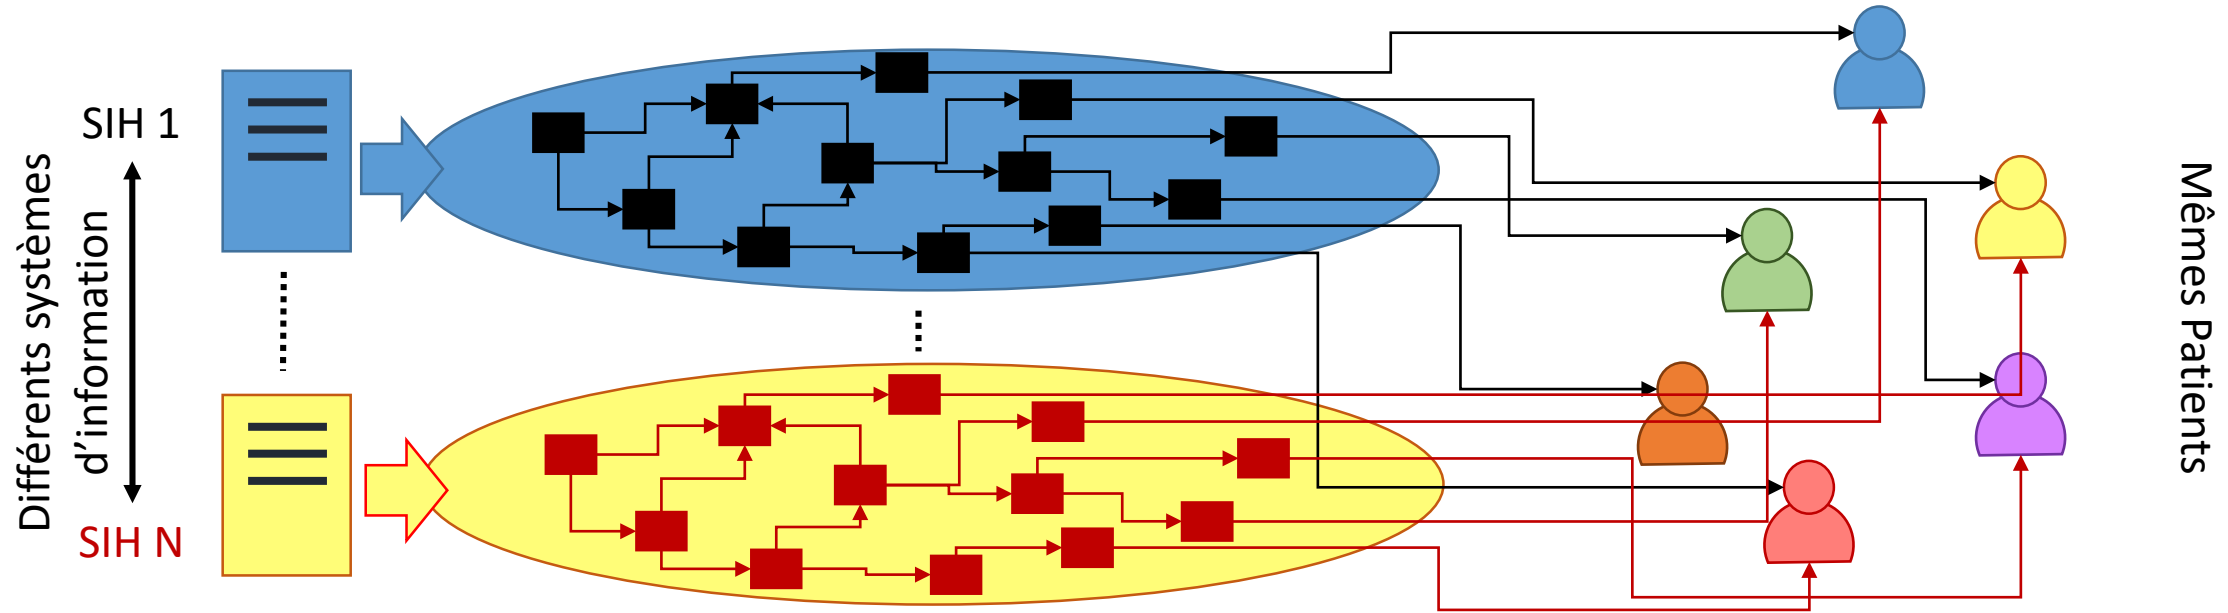 SIH 1
Différents systèmes
d'information
SIH N
Mêmes Patients